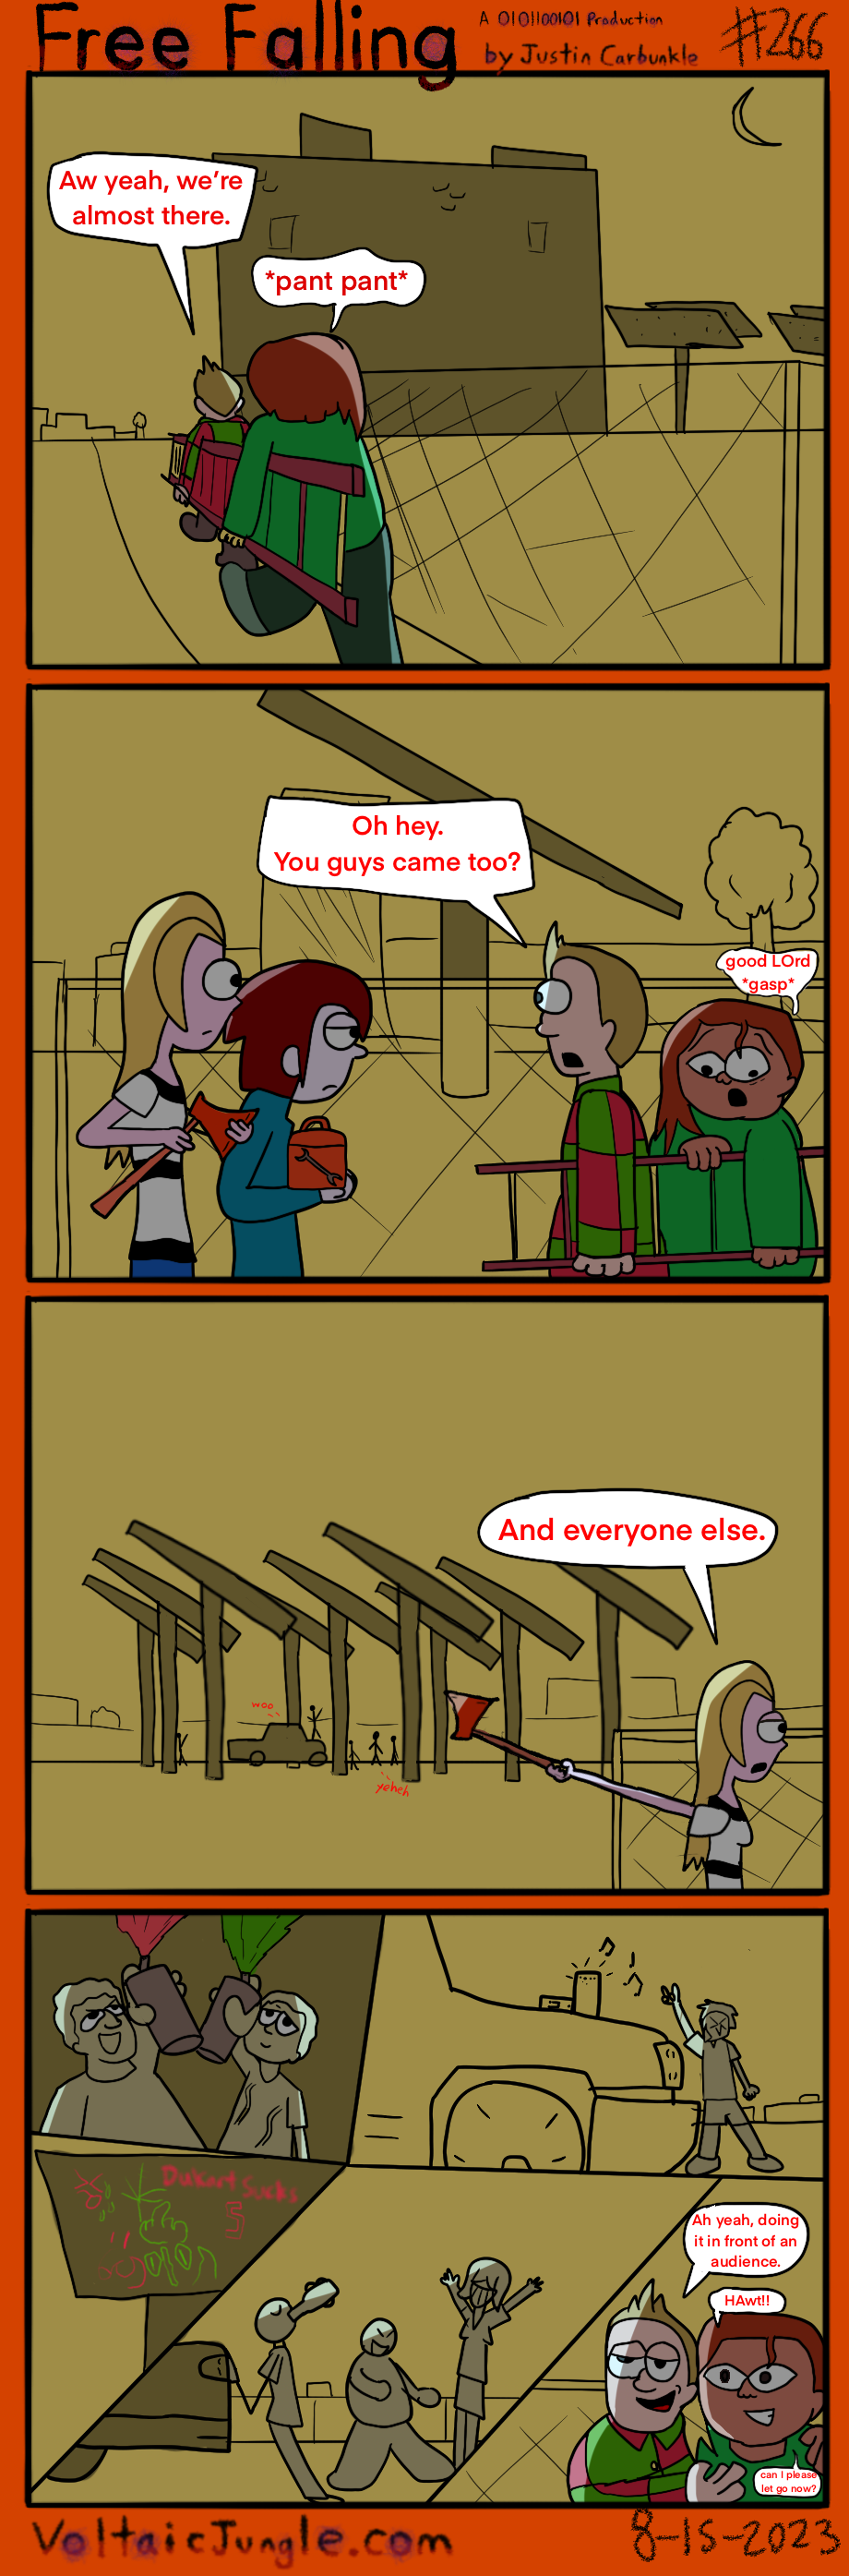 Free Falling
A 0101100101 Production
by Justin Carbunkle
#266
Aw yeah, we're
almost there.
*pant pant*
Oh hey.
You guys came too?
good LOrd
*gasp*
And everyone else.
woo
yeheh
Dukart Sucks
Ah yeah, doing
it in front of an
audience.
HAwt!!
can I please
let go now?
VoltaicJungle.com
8-15-2023